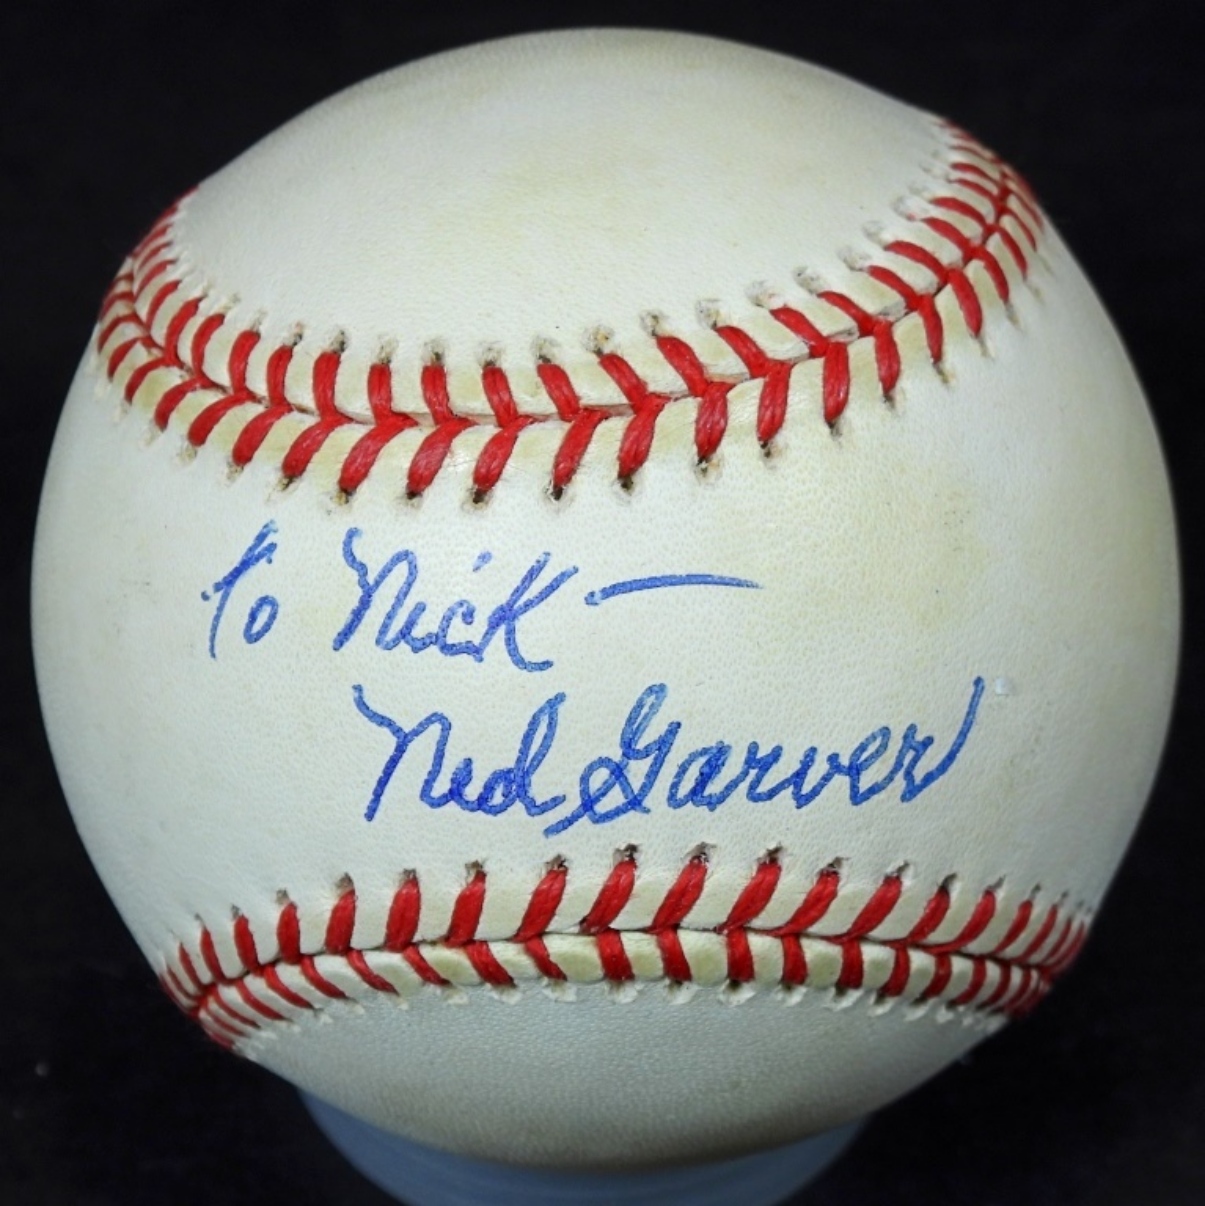 to Nick —
Ned Garver